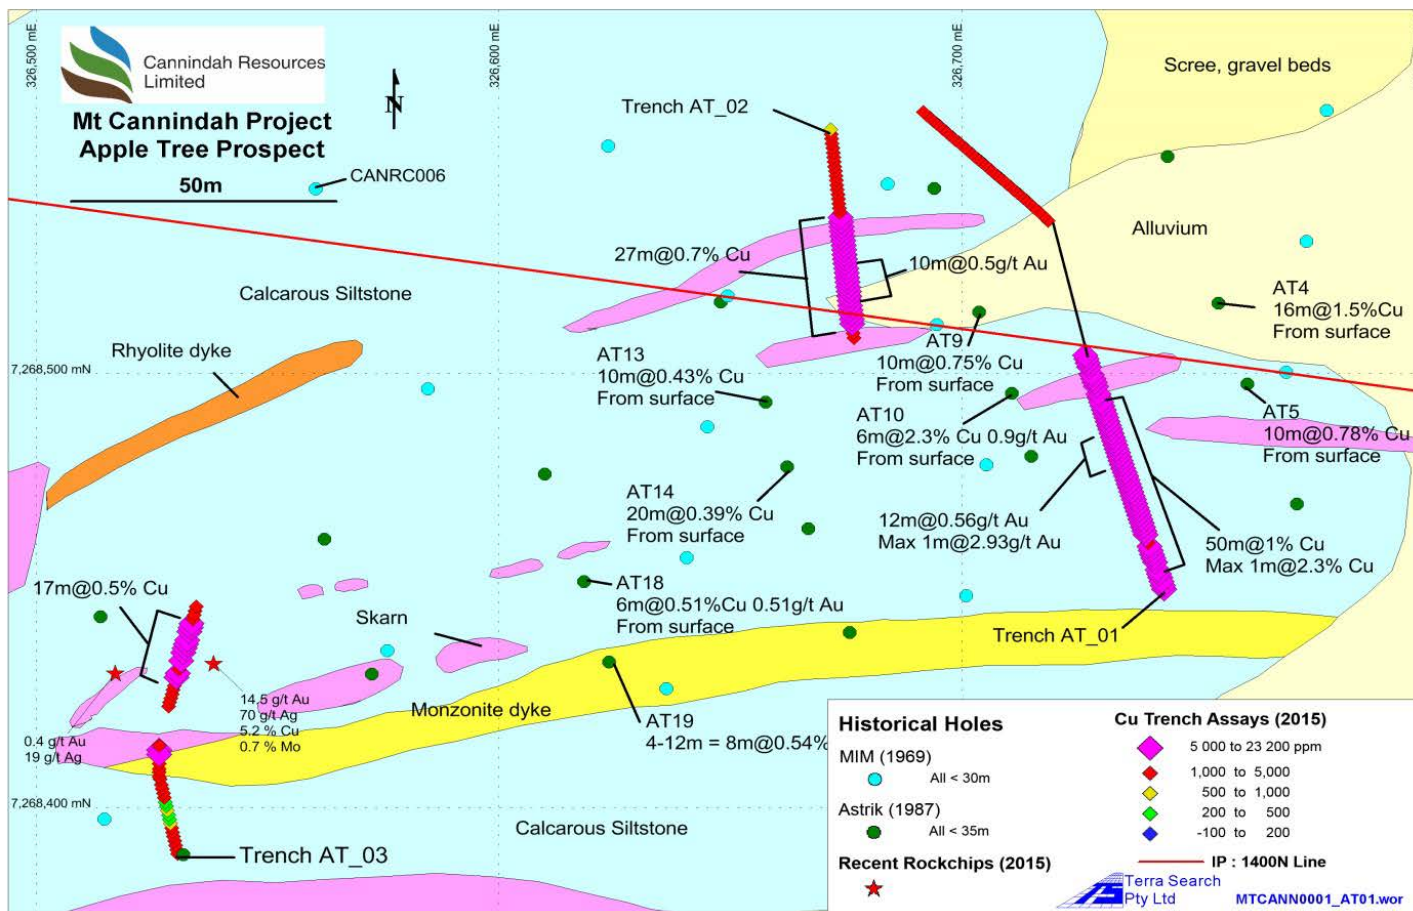 326,500 mE
326,600 mE
326,700 mE
Cannindah Resources
Limited
Mt Cannindah Project
Apple Tree Prospect
50m
N
CANRC006
Trench AT_02
Scree, gravel beds
Alluvium
27m@0.7% Cu
10m@0.5g/t Au
Calcarous Siltstone
AT4
16m@1.5%Cu
From surface
Rhyolite dyke
7,268,500 mN
AT13
10m@0.43% Cu
From surface
AT9
10m@0.75% Cu
From surface
AT10
6m@2.3% Cu 0.9g/t Au
From surface
AT5
10m@0.78% Cu
From surface
AT14
20m@0.39% Cu
From surface
12m@0.56g/t Au
Max 1m@2.93g/t Au
50m@1% Cu
Max 1m@2.3% Cu
17m@0.5% Cu
AT18
6m@0.51%Cu 0.51g/t Au
From surface
Skarn
Trench AT_01
14.5 g/t Au
70 g/t Ag
5.2 % Cu
0.7 % Mo
Monzonite dyke
0.4 g/t Au
19 g/t Ag
AT19
4-12m = 8m@0.54%
7,268,400 mN
Calcarous Siltstone
Trench AT_03
Historical Holes
MIM (1969)
All < 30m
Astrik (1987)
All < 35m
Recent Rockchips (2015)
Cu Trench Assays (2015)
5 000 to 23 200 ppm
1,000 to 5,000
500 to 1,000
200 to 500
-100 to 200
IP : 1400N Line
Terra Search
Pty Ltd
MTCANN0001_AT01.wor